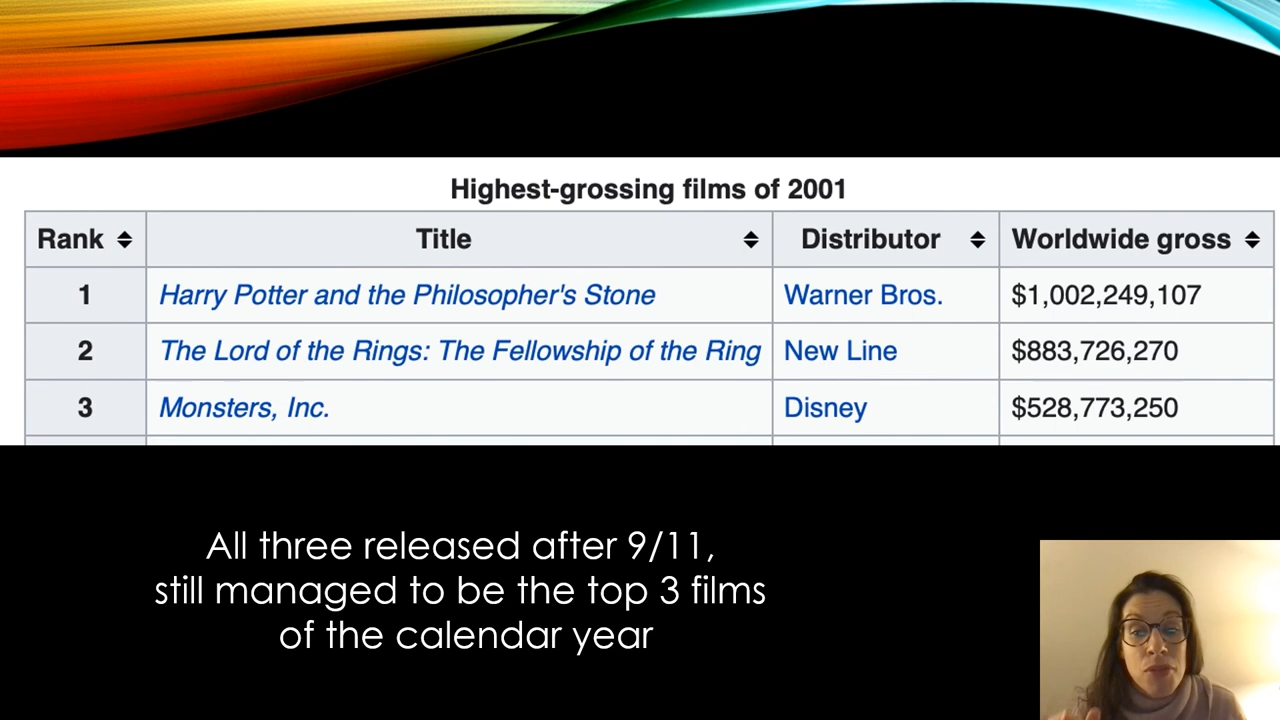 Highest-grossing films of 2001
Rank Title Distributor Worldwide gross
1 Harry Potter and the Philosopher's Stone Warner Bros. $1,002,249,107
2 The Lord of the Rings: The Fellowship of the Ring New Line $883,726,270
3 Monsters, Inc. Disney $528,773,250
All three released after 9/11,
still managed to be the top 3 films
of the calendar year